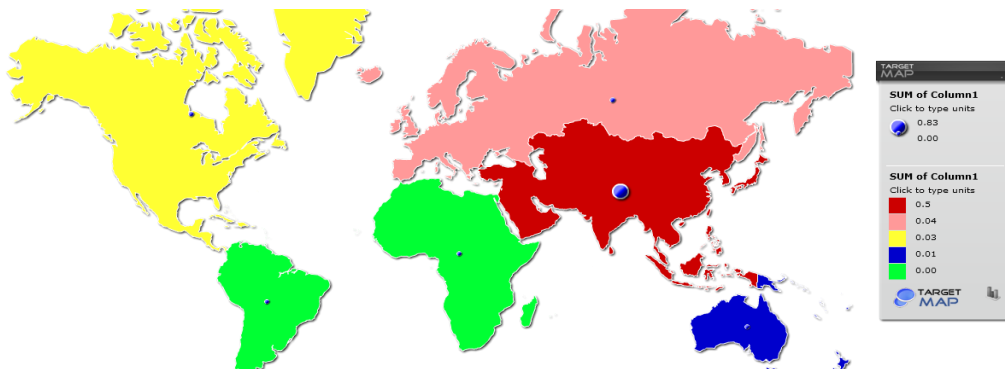 TARGET
MAP
SUM of Column1
Click to type units
0.83
0.00
SUM of Column1
Click to type units
0.5
0.04
0.03
0.01
0.00
TARGET
MAP